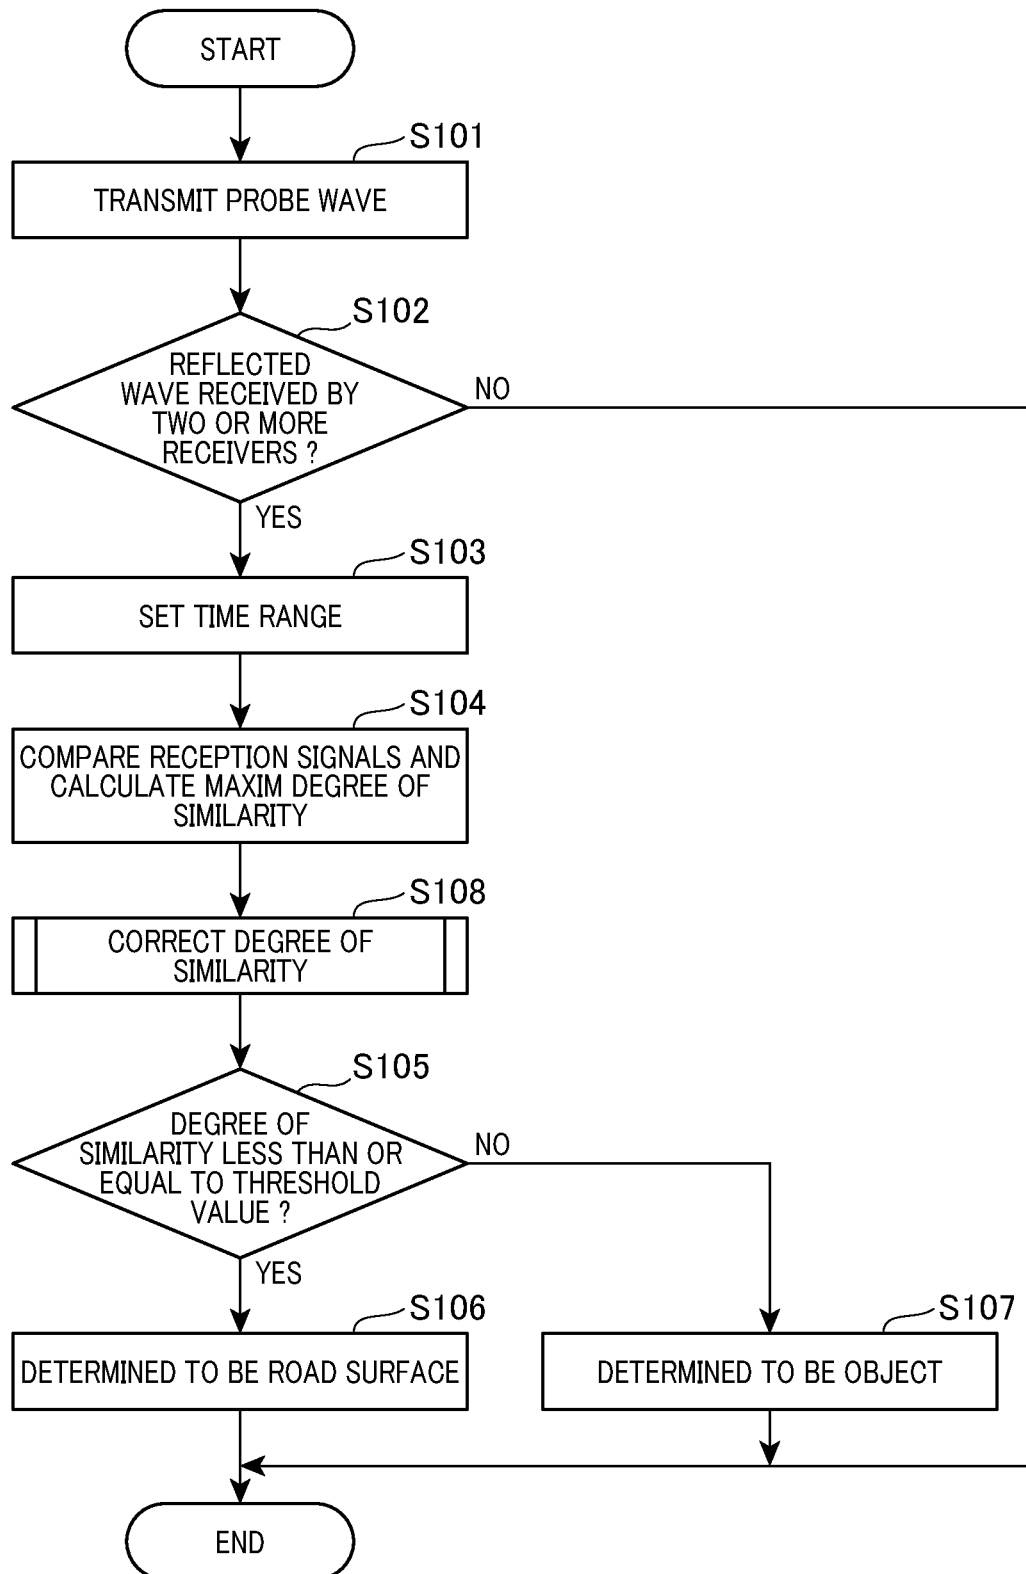 START
S101
TRANSMIT PROBE WAVE
S102
REFLECTED
WAVE RECEIVED BY
TWO OR MORE
RECEIVERS ?
NO
YES
S103
SET TIME RANGE
S104
COMPARE RECEPTION SIGNALS AND
CALCULATE MAXIM DEGREE OF
SIMILARITY
S108
CORRECT DEGREE OF
SIMILARITY
S105
DEGREE OF
SIMILARITY LESS THAN OR
EQUAL TO THRESHOLD
VALUE ?
NO
YES
S106
DETERMINED TO BE ROAD SURFACE
S107
DETERMINED TO BE OBJECT
END